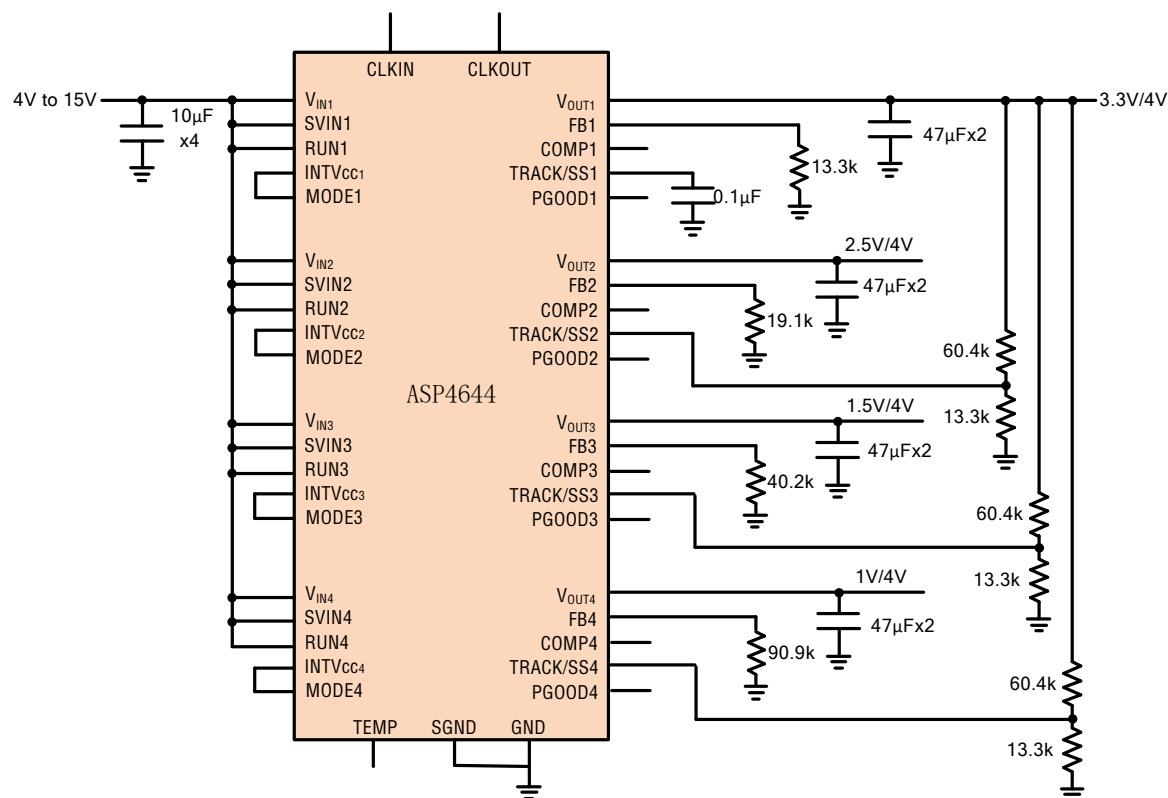 CLKIN CLKOUT
4V to 15V
10µF
x4
VIN1
SVIN1
RUN1
INTVCC1
MODE1
VIN2
SVIN2
RUN2
INTVCC2
MODE2
VIN3
SVIN3
RUN3
INTVCC3
MODE3
VIN4
SVIN4
RUN4
INTVCC4
MODE4
ASP4644
TEMP SGND GND
VOUT1
FB1
COMP1
TRACK/SS1
PGOOD1
VOUT2
FB2
COMP2
TRACK/SS2
PGOOD2
VOUT3
FB3
COMP3
TRACK/SS3
PGOOD3
VOUT4
FB4
COMP4
TRACK/SS4
PGOOD4
3.3V/4V
47µFx2
13.3k
0.1µF
2.5V/4V
47µFx2
19.1k
60.4k
13.3k
1.5V/4V
47µFx2
40.2k
60.4k
13.3k
1V/4V
47µFx2
90.9k
60.4k
13.3k